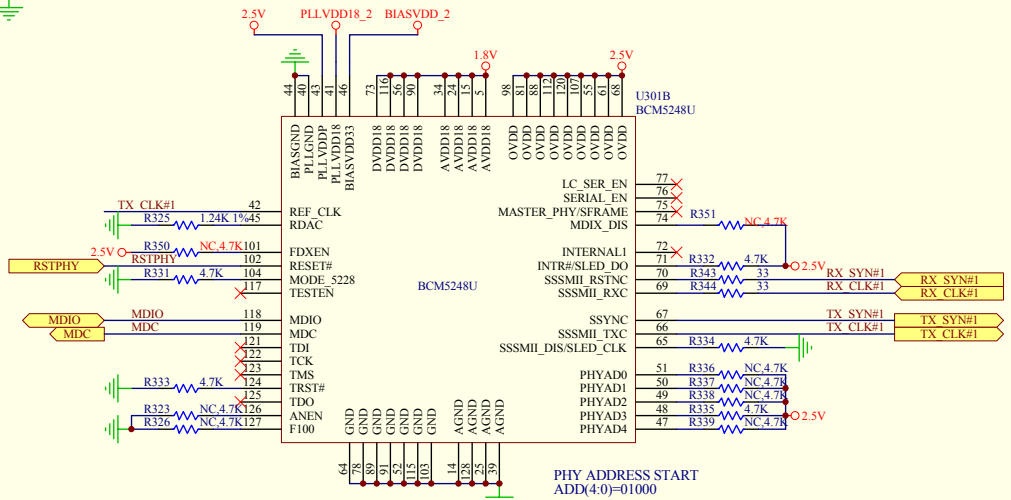 2.5V PLLVDD18_2 BIASVDD_2
1.8V 2.5V
44 40 43 41 46 73 116 56 90 34 24 15 5 98 81 88 112 120 107 55 61 68
U301B
BCM5248U
BIASGND PLLGND PLLVDDP PLLVDD18 BIASVDD33 DVDD18 DVDD18 DVDD18 DVDD18 AVDD18 AVDD18 AVDD18 AVDD18 OVDD OVDD OVDD OVDD OVDD OVDD OVDD OVDD OVDD
LC_SER_EN 77
SERIAL_EN 76
TX_CLK#1 42 REF_CLK MASTER_PHY/SFRAME 75
R325 1.24K 1% 45 RDAC MDIX_DIS 74 R351 NC,4.7K
2.5V R350 NC,4.7K 101 FDXEN INTERNAL1 72
RSTPHY RSTPHY 102 RESET# INTR#/SLED_DO 71 R332 4.7K 2.5V
R331 4.7K 104 MODE_5228 SSSMII_RSTNC 70 R343 33 RX_SYN#1 RX_SYN#1
117 TESTEN SSSMII_RXC 69 R344 33 RX_CLK#1 RX_CLK#1
BCM5248U
MDIO MDIO 118 MDIO SSYNC 67 TX_SYN#1 TX_SYN#1
MDC MDC 119 MDC SSSMII_TXC 66 TX_CLK#1 TX_CLK#1
121 TDI SSSMII_DIS/SLED_CLK 65 R334 4.7K
122 TCK
123 TMS PHYAD0 51 R336 NC,4.7K
R333 4.7K 124 TRST# PHYAD1 50 R337 NC,4.7K
125 TDO PHYAD2 49 R338 NC,4.7K
R323 NC,4.7K 126 ANEN PHYAD3 48 R335 4.7K 2.5V
R326 NC,4.7K 127 F100 PHYAD4 47 R339 NC,4.7K
GND GND GND GND GND GND GND AGND AGND AGND AGND
64 78 89 91 52 115 103 14 128 25 39
PHY ADDRESS START
ADD(4:0)=01000